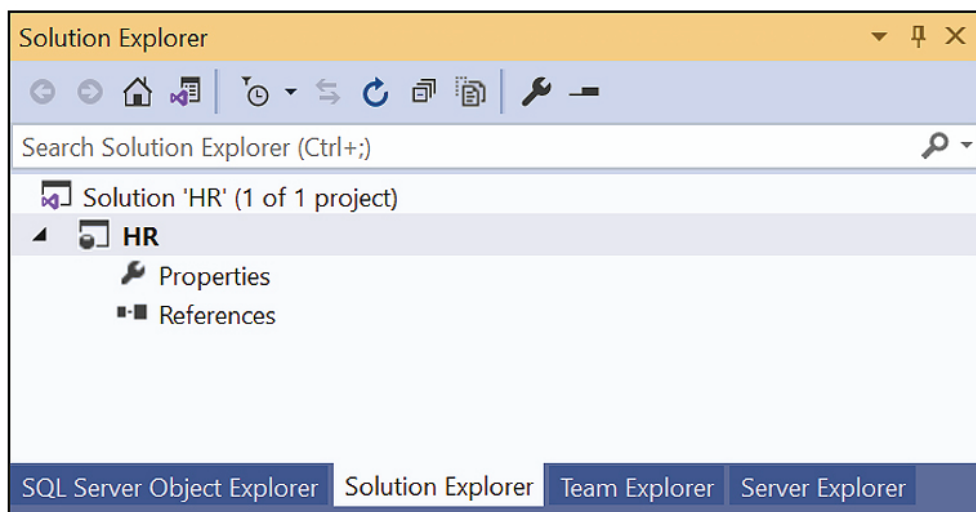 Solution Explorer
Search Solution Explorer (Ctrl+;)
Solution 'HR' (1 of 1 project)
HR
Properties
References
SQL Server Object Explorer Solution Explorer Team Explorer Server Explorer